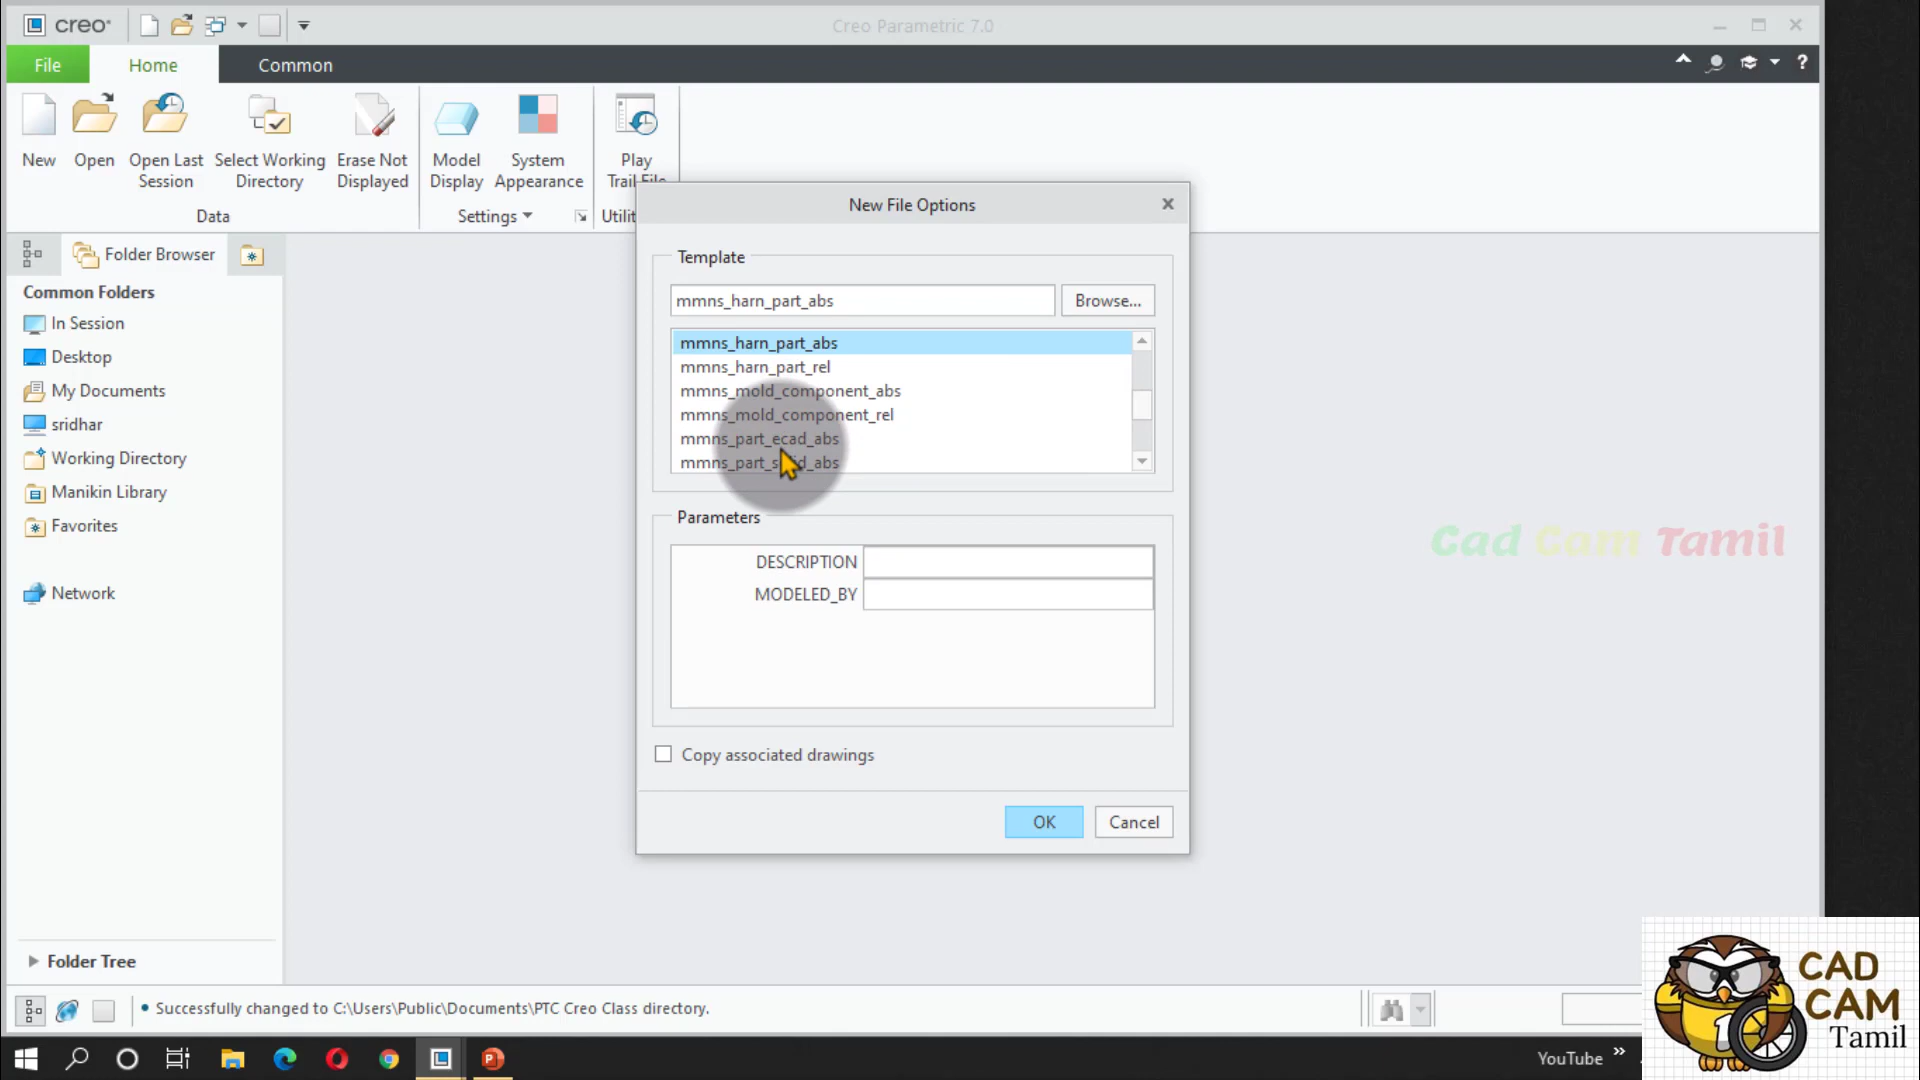 creo
Creo Parametric 7.0
File
Home
Common
New
Open
Open Last
Session
Select Working
Directory
Erase Not
Displayed
Model
Display
System
Appearance
Play
Trail File
Data
Settings
Utilit
New File Options
Folder Browser
Common Folders
In Session
Desktop
My Documents
sridhar
Working Directory
Manikin Library
Favorites
Network
Folder Tree
Template
mmns_harn_part_abs
Browse...
mmns_harn_part_abs
mmns_harn_part_rel
mmns_mold_component_abs
mmns_mold_component_rel
mmns_part_ecad_abs
mmns_part_solid_abs
Parameters
DESCRIPTION
MODELED_BY
Copy associated drawings
OK
Cancel
Cad Cam Tamil
• Successfully changed to C:\Users\Public\Documents\PTC Creo Class directory.
YouTube
CAD
CAM
Tamil